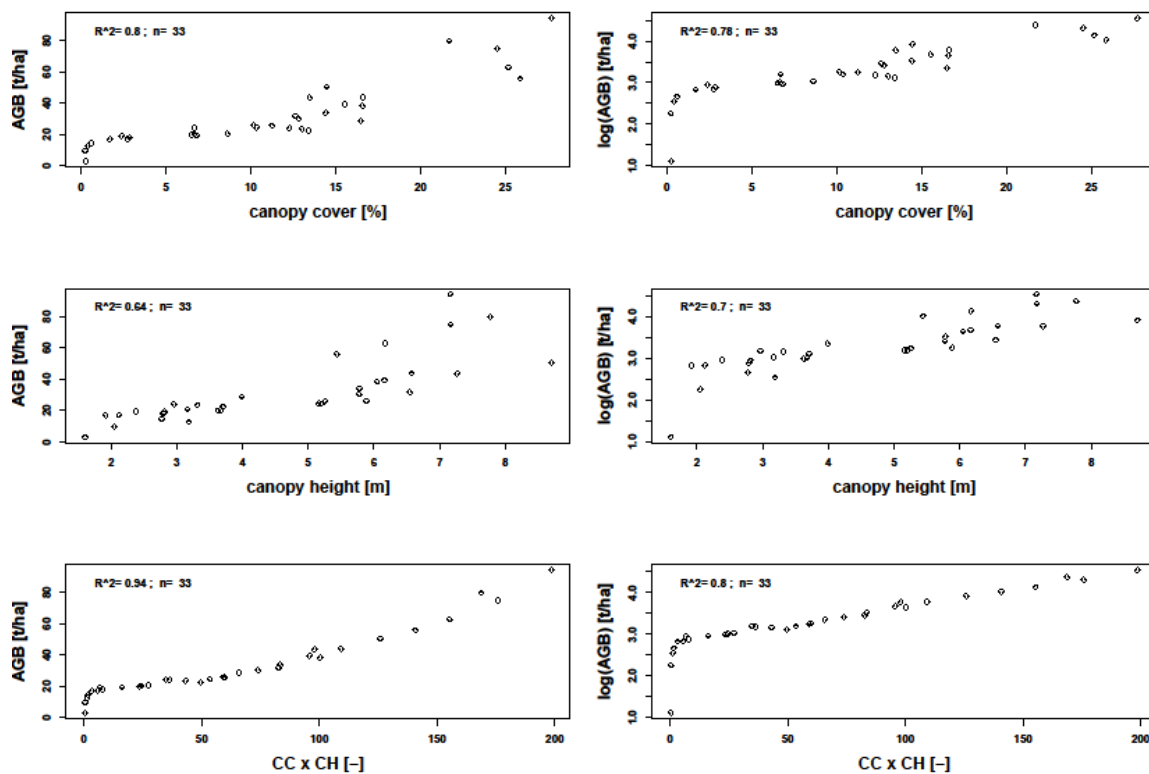 R^2= 0.8 ; n= 33
AGB [t/ha]
0 20 40 60 80
0 5 10 15 20 25
canopy cover [%]
R^2= 0.78 ; n= 33
log(AGB) [t/ha]
1.0 2.0 3.0 4.0
0 5 10 15 20 25
canopy cover [%]
R^2= 0.64 ; n= 33
AGB [t/ha]
0 20 40 60 80
2 3 4 5 6 7 8
canopy height [m]
R^2= 0.7 ; n= 33
log(AGB) [t/ha]
1.0 2.0 3.0 4.0
2 3 4 5 6 7 8
canopy height [m]
R^2= 0.94 ; n= 33
AGB [t/ha]
0 20 40 60 80
0 50 100 150 200
CC x CH [–]
R^2= 0.8 ; n= 33
log(AGB) [t/ha]
1.0 2.0 3.0 4.0
0 50 100 150 200
CC x CH [–]